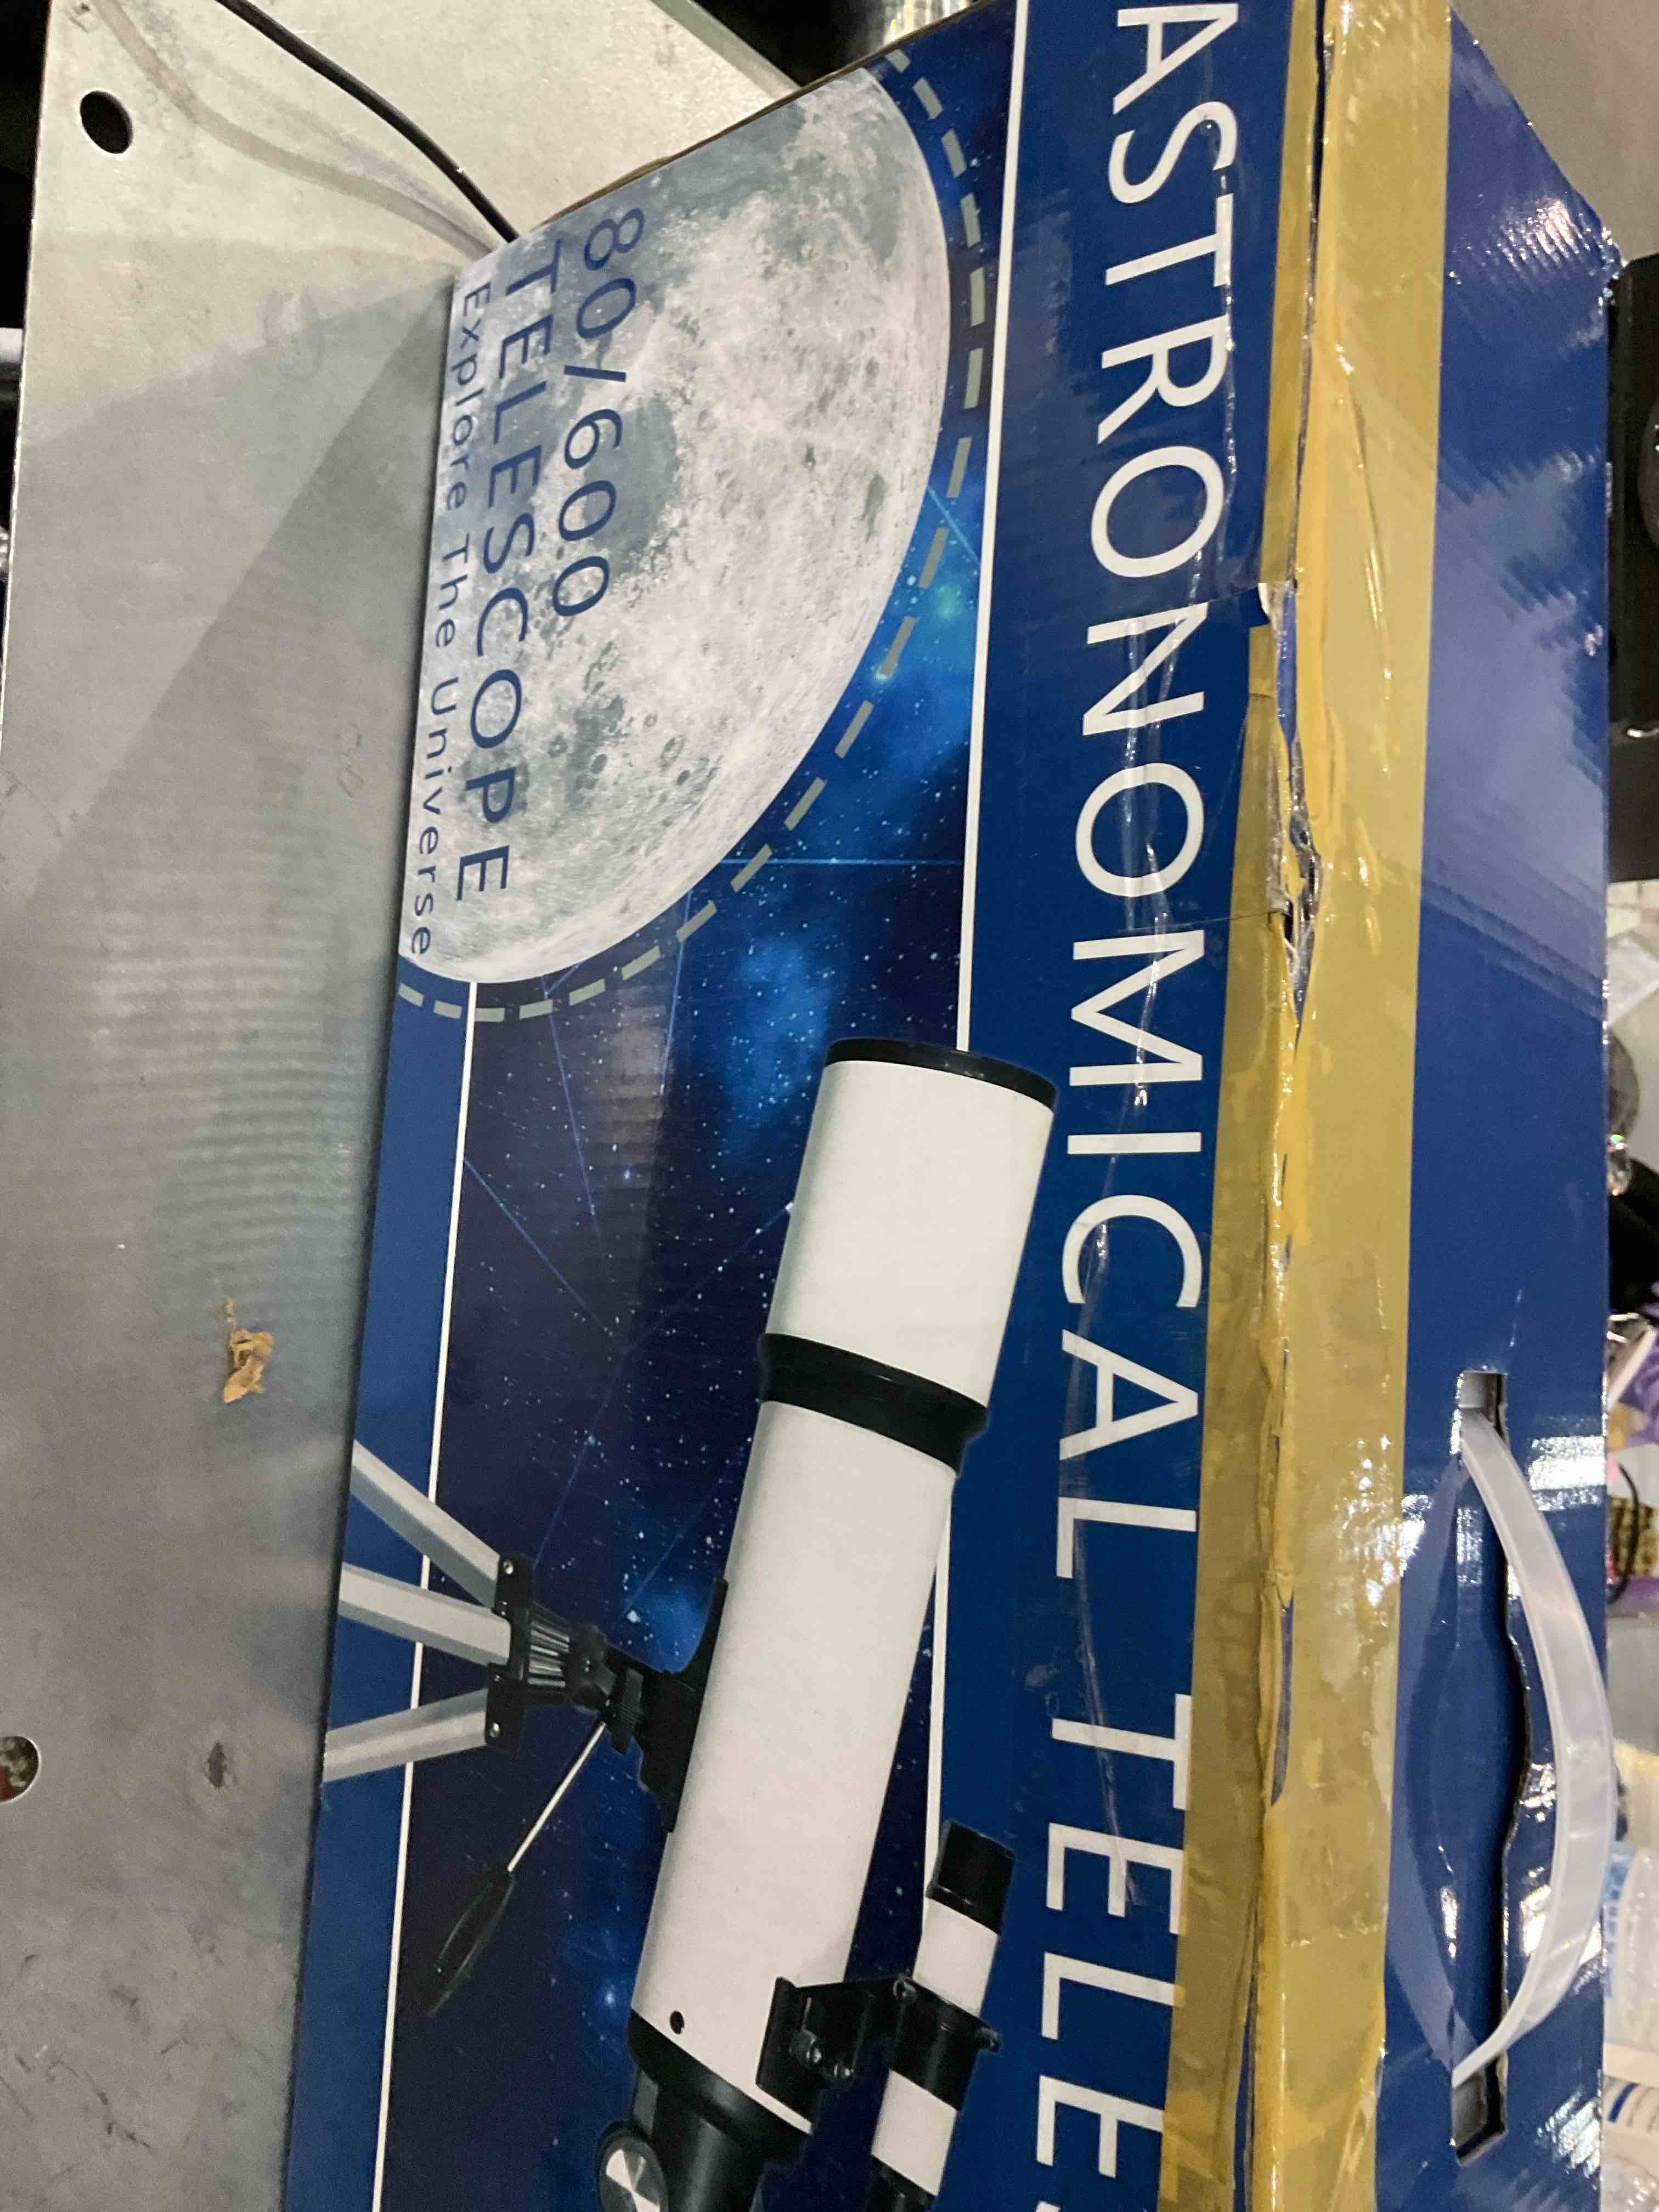 ASTRONOMICAL TELE
80/600
TELESCOPE
Explore The Universe